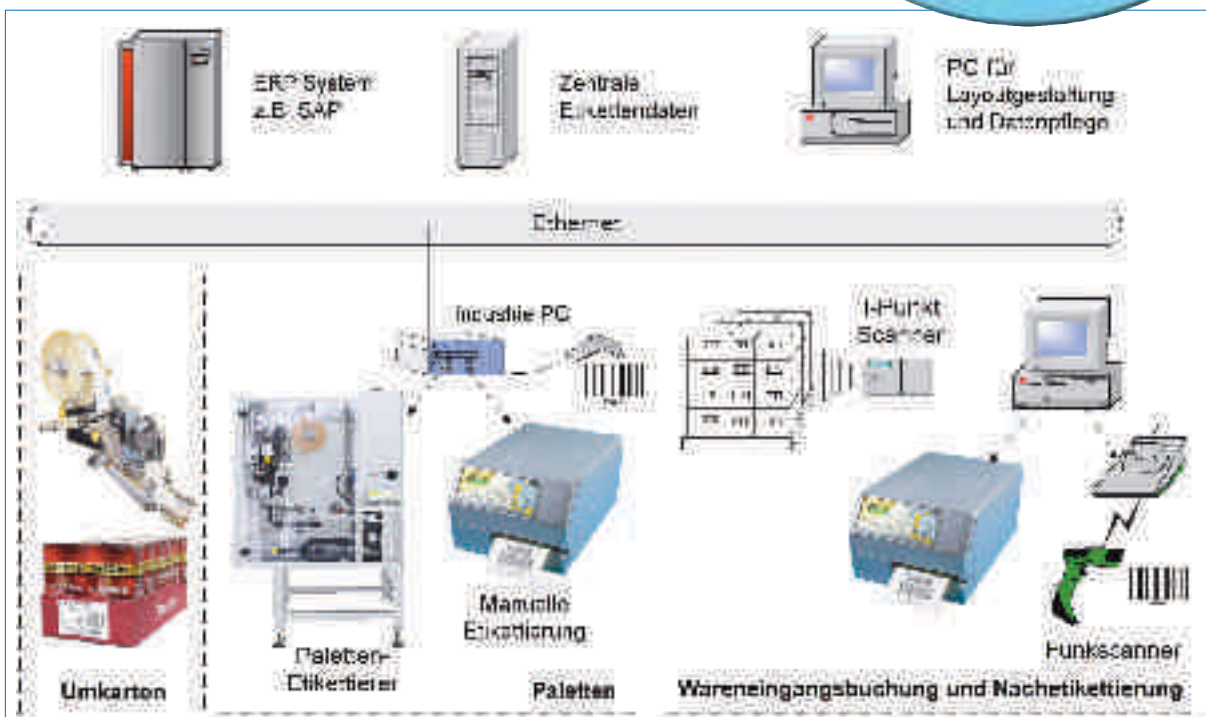 ERP System
z.B. SAP
Zentrale
Etikettendaten
PC für
Layoutgestaltung
und Datenpflege
Ethernet
Industrie PC
I-Punkt
Scanner
Manuelle
Etikettierung
Paletten-
Etikettierer
Funkscanner
Umkarton
Paletten
Wareneingangsbuchung und Nachetikettierung